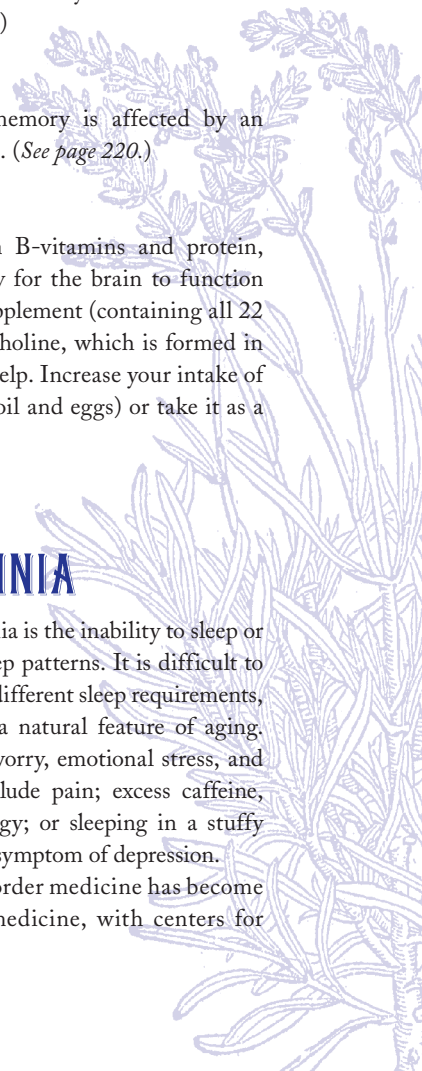 )
memory is affected by an
. (See page 220.)
B-vitamins and protein,
for the brain to function
pplement (containing all 22
holine, which is formed in
elp. Increase your intake of
oil and eggs) or take it as a
NIA
ia is the inability to sleep or
ep patterns. It is difficult to
different sleep requirements,
a natural feature of aging.
worry, emotional stress, and
lude pain; excess caffeine,
gy; or sleeping in a stuffy
symptom of depression.
order medicine has become
medicine, with centers for